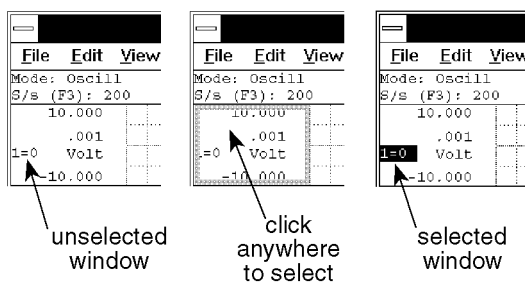 File Edit View
Mode: Oscill
S/s (F3): 200
10.000
.001
1=0 Volt
-10.000
unselected
window
File Edit View
Mode: Oscill
S/s (F3): 200
10.000
.001
.=0 Volt
-10.000
click
anywhere
to select
File Edit View
Mode: Oscill
S/s (F3): 200
10.000
.001
1=0 Volt
-10.000
selected
window